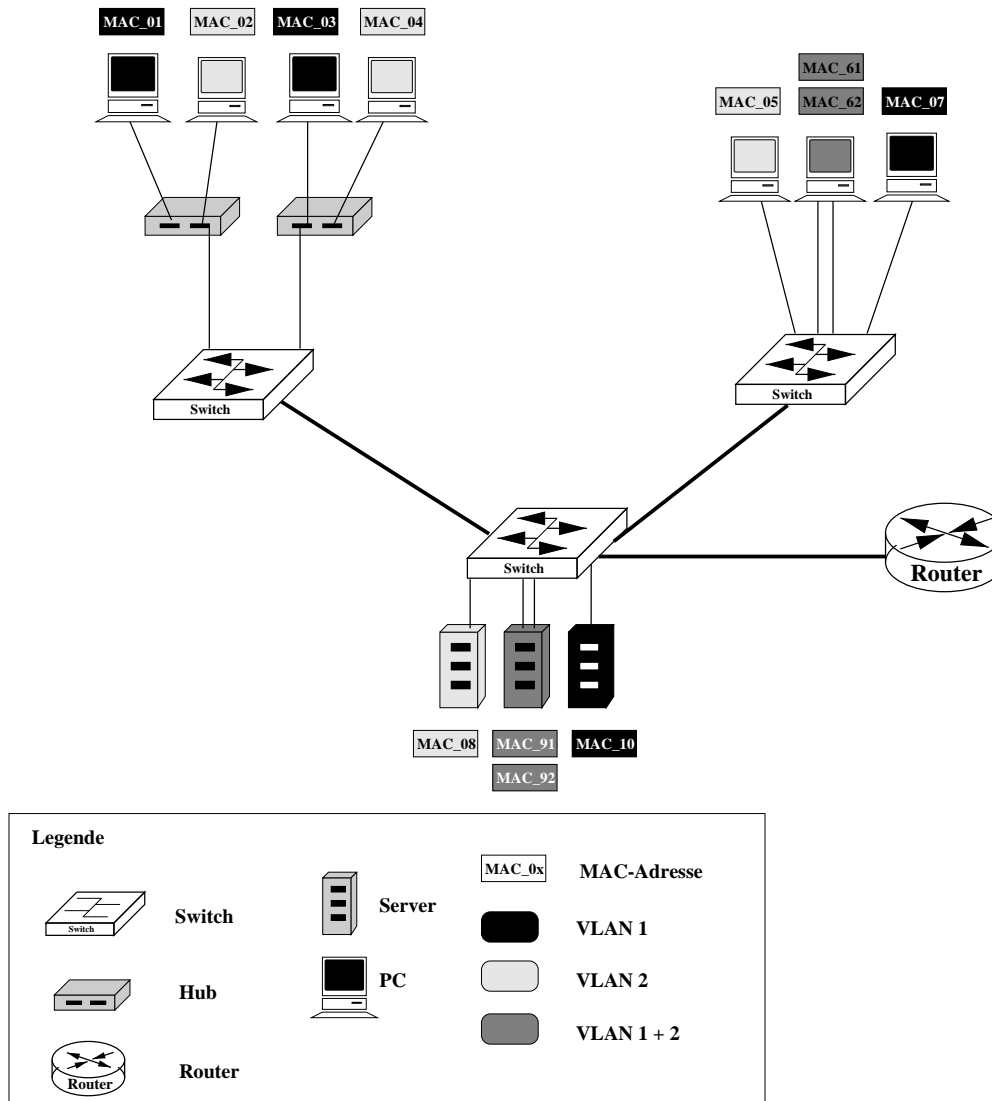 MAC_01
MAC_02
MAC_03
MAC_04
MAC_61
MAC_05
MAC_62
MAC_07
Switch
Switch
Switch
Router
MAC_08
MAC_91
MAC_10
MAC_92
Legende
MAC_0x
MAC-Adresse
Switch
Switch
Server
VLAN 1
Hub
PC
VLAN 2
VLAN 1 + 2
Router
Router